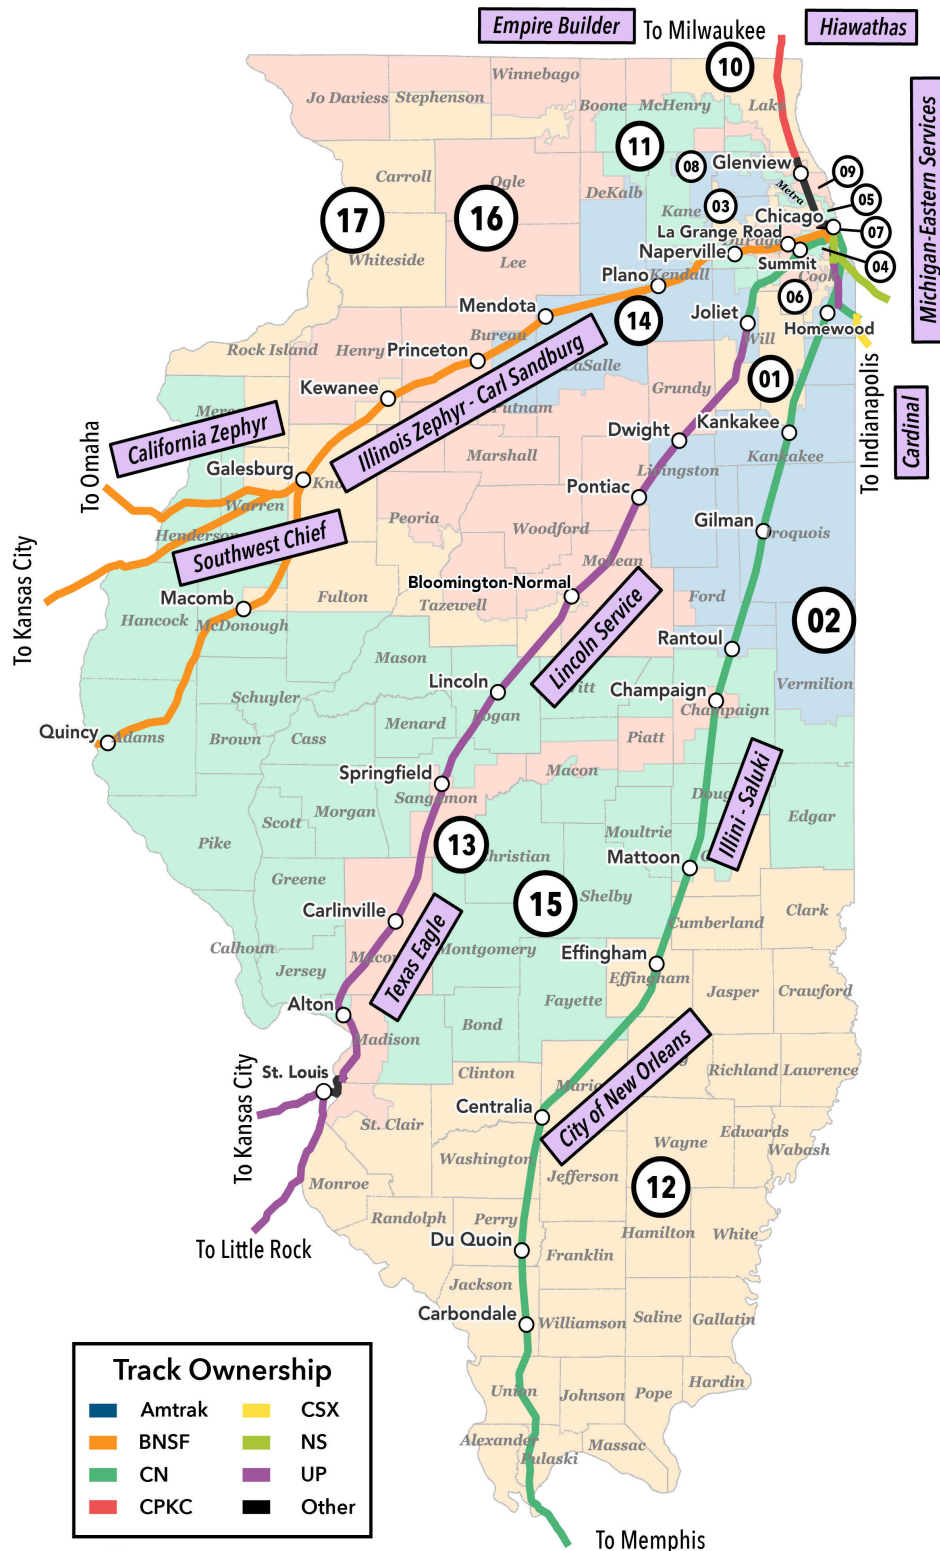 Empire Builder
To Milwaukee
Hiawathas
10
Winnebago
Jo Daviess
Stephenson
Boone
McHenry
Lake
11
Glenview
08
09
Carroll
Ogle
DeKalb
Metra
Michigan-Eastern Services
17
16
Kane
03
Chicago
05
La Grange Road
07
DuPage
Whiteside
Lee
Naperville
Summit
04
Plano
Kendall
Cook
06
Mendota
14
Joliet
Homewood
Bureau
Will
Rock Island
Henry
Princeton
LaSalle
Kewanee
Illinois Zephyr - Carl Sandburg
Grundy
01
To Indianapolis
Cardinal
Putnam
California Zephyr
Dwight
Kankakee
Marshall
Kankakee
To Omaha
Galesburg
Livingston
Pontiac
Warren
Peoria
Gilman
Henderson
Woodford
Southwest Chief
McLean
To Kansas City
Bloomington-Normal
Macomb
Fulton
Tazewell
Ford
Hancock
McDonough
02
Lincoln Service
Rantoul
Mason
Lincoln
Vermilion
Schuyler
Champaign
Logan
Champaign
Menard
Quincy
Adams
Brown
Cass
Piatt
Springfield
Macon
Sangamon
Illini - Saluki
Morgan
Scott
Edgar
Moultrie
Pike
13
Christian
Mattoon
Greene
15
Shelby
Carlinville
Cumberland
Clark
Calhoun
Montgomery
Texas Eagle
Effingham
Jersey
Effingham
Jasper
Crawford
Alton
Fayette
Bond
Madison
City of New Orleans
St. Louis
Clinton
Richland
Lawrence
To Kansas City
Centralia
St. Clair
Edwards
Wayne
Wabash
Washington
Jefferson
Monroe
12
Randolph
Perry
Hamilton
White
To Little Rock
Du Quoin
Franklin
Jackson
Carbondale
Williamson
Saline
Gallatin
Track Ownership
Amtrak
CSX
BNSF
NS
CN
UP
CPKC
Other
Hardin
Union
Johnson
Pope
Alexander
Massac
Pulaski
To Memphis